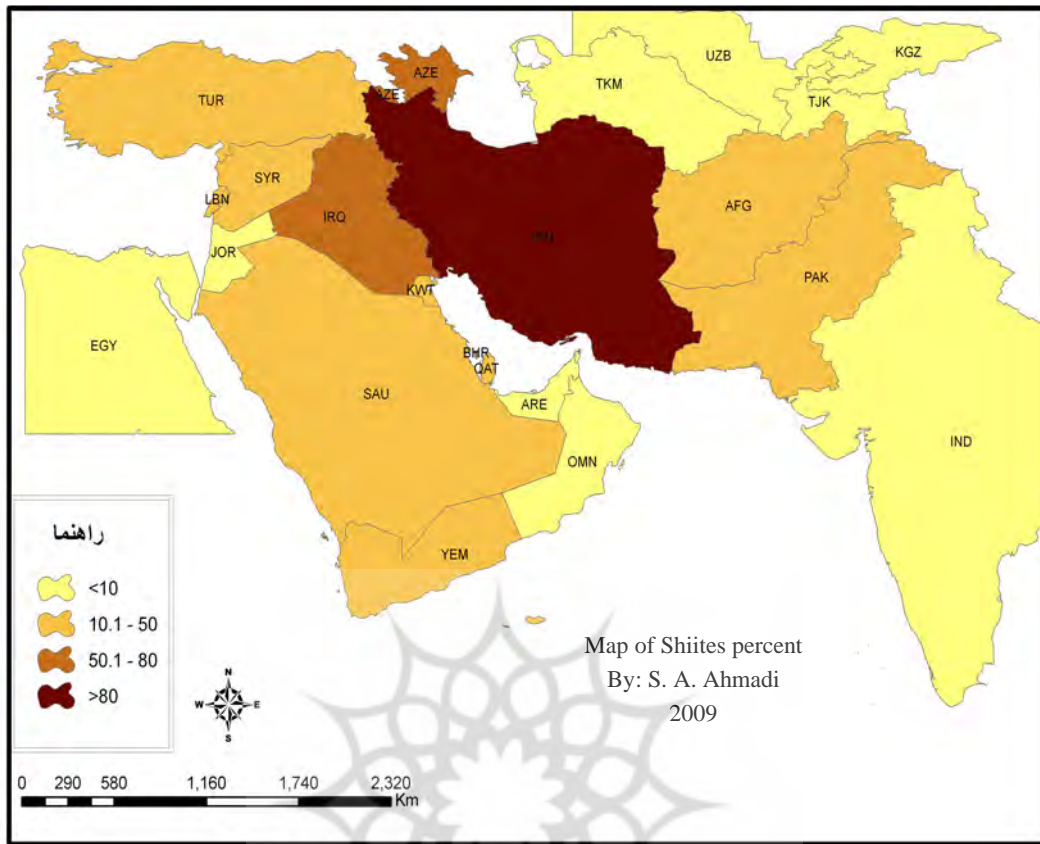 AZE
UZB
KGZ
TKM
TJK
TUR
AZE
SYR
LBN
IRQ
AFG
JOR
PAK
KWT
EGY
BHR
QAT
SAU
ARE
IND
OMN
YEM
راهنما
<10
10.1 - 50
50.1 - 80
>80
N
W E
S
Map of Shiites percent
By: S. A. Ahmadi
2009
0 290 580 1,160 1,740 2,320
Km